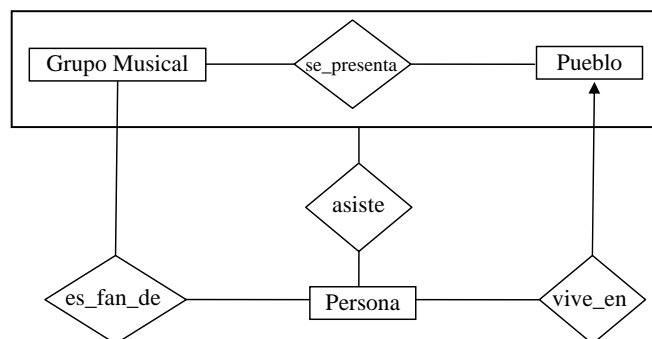 Grupo Musical
se_presenta
Pueblo
asiste
es_fan_de
Persona
vive_en